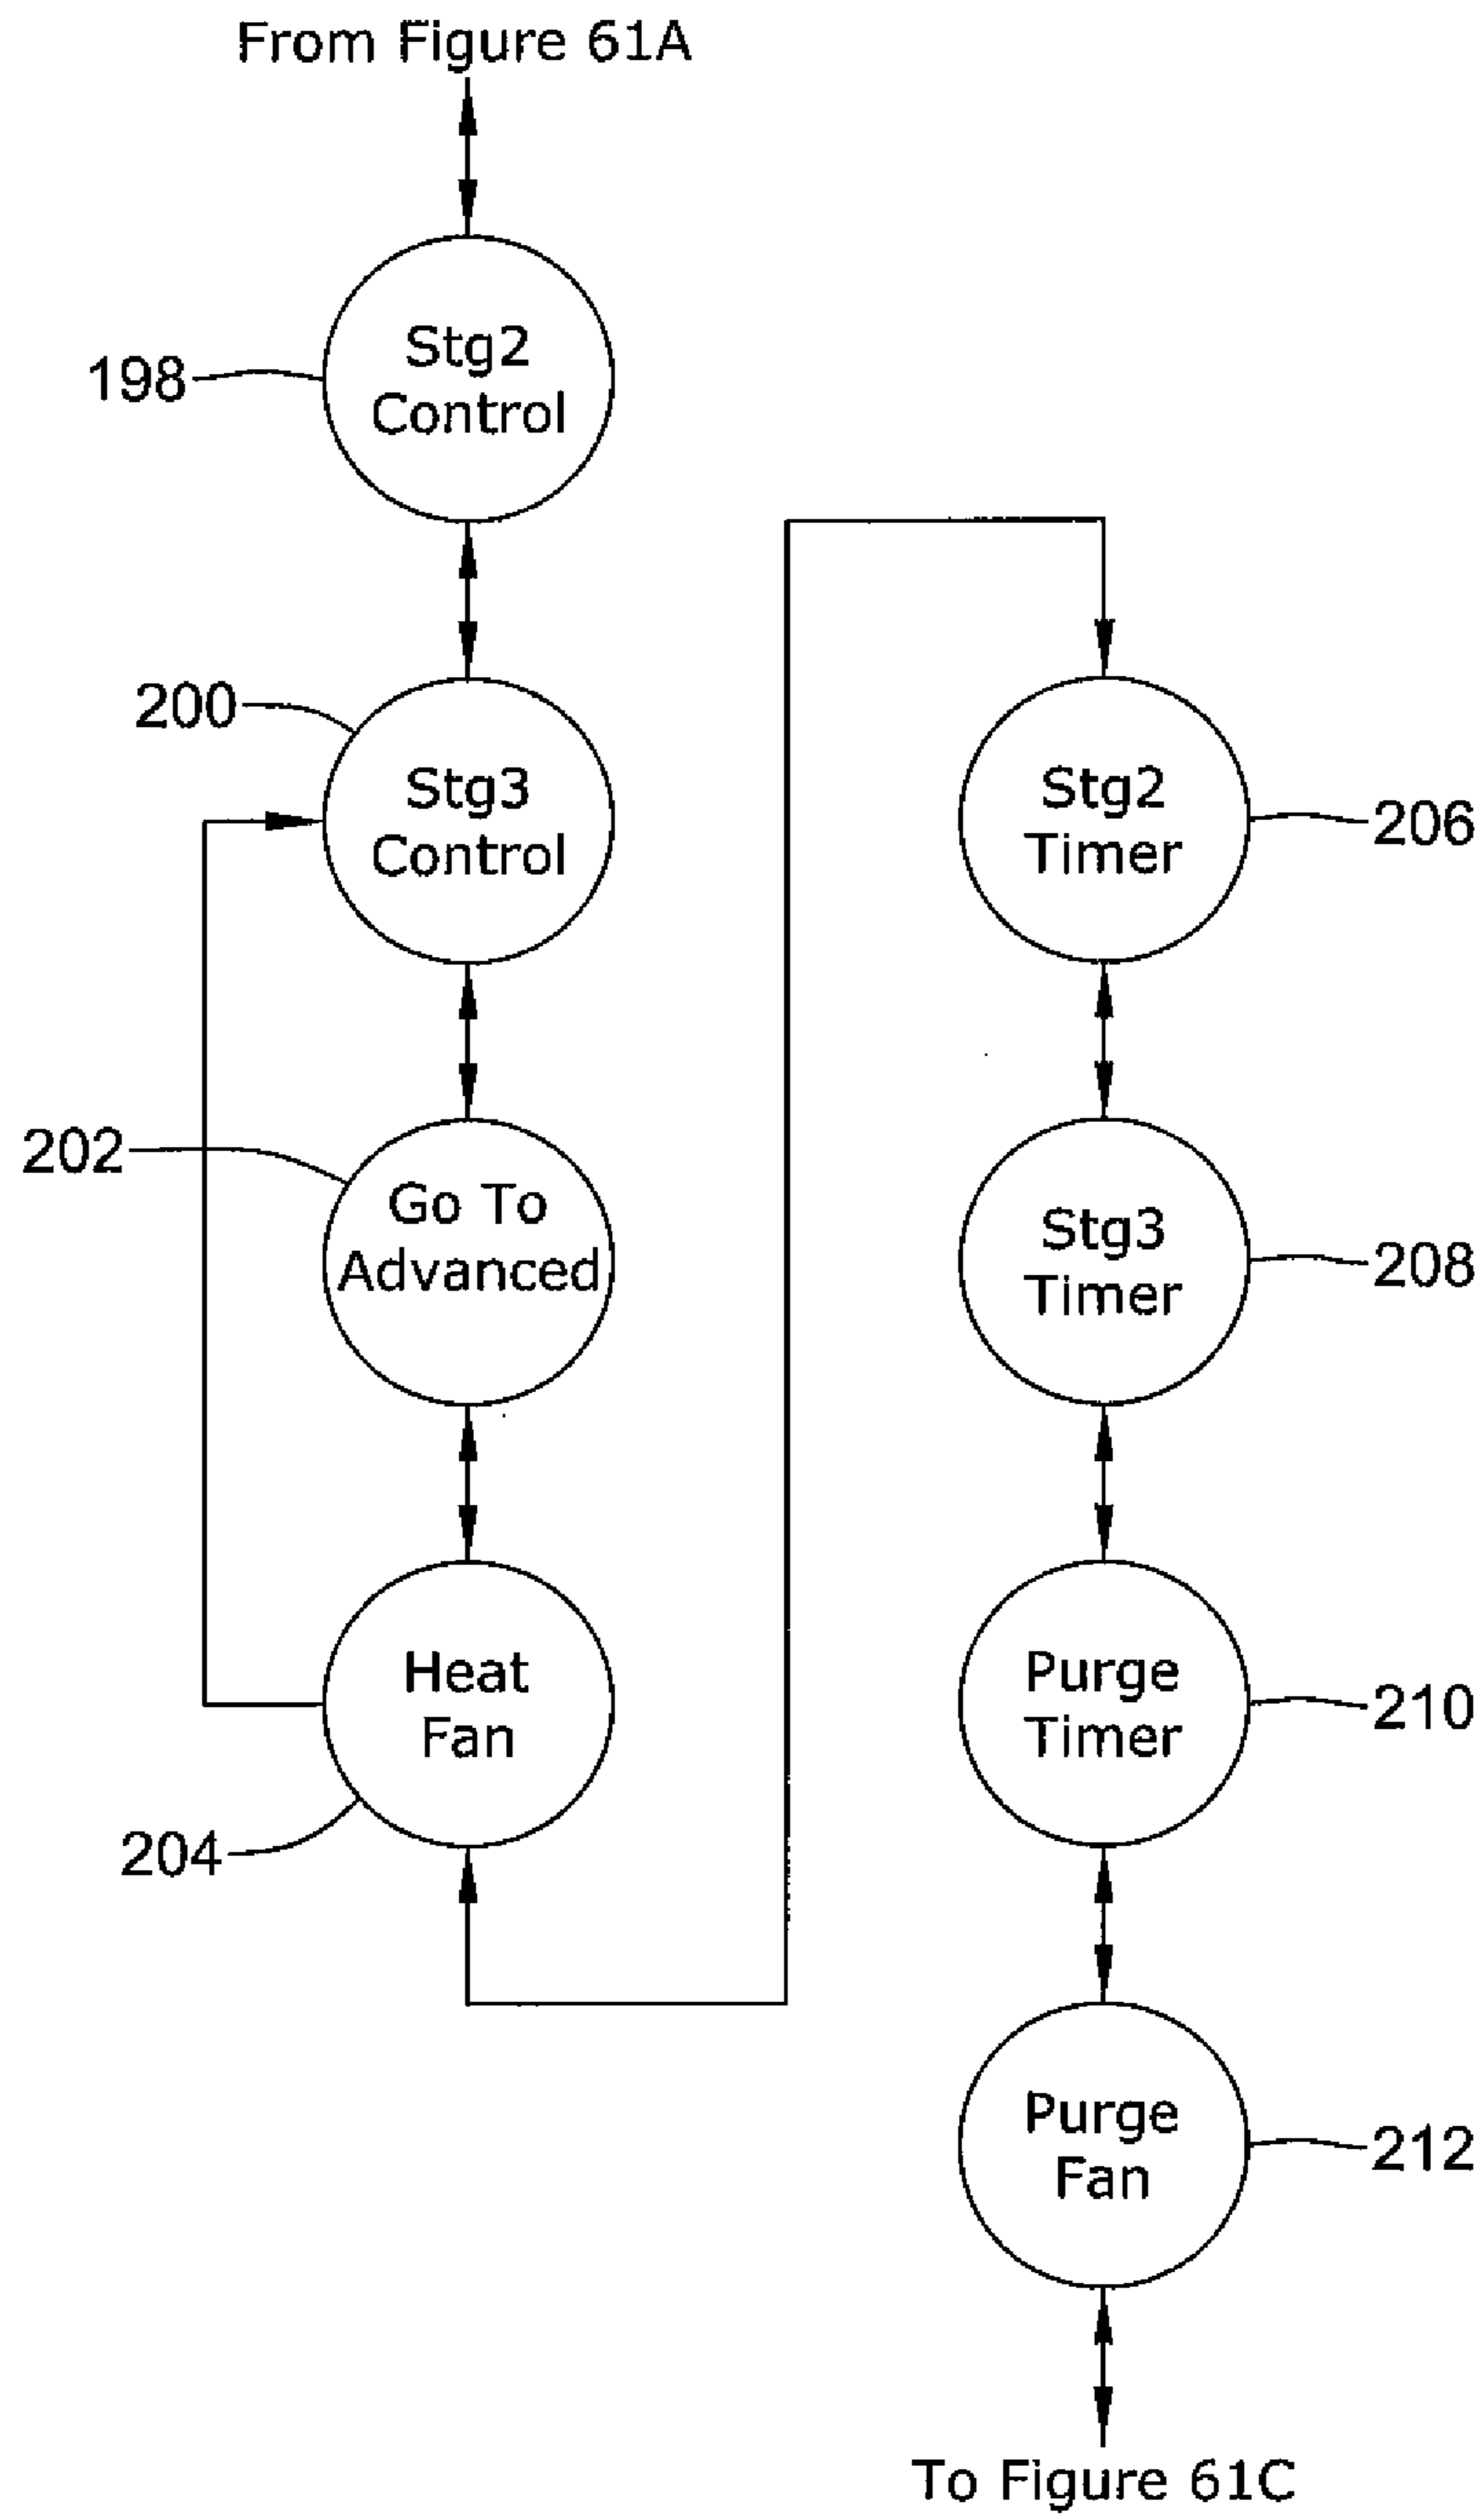 From Figure 61A
198
Stg2
Control
200
Stg3
Control
202
Go To
Advanced
Heat
Fan
204
Stg2
Timer
206
Stg3
Timer
208
Purge
Timer
210
Purge
Fan
212
To Figure 61C